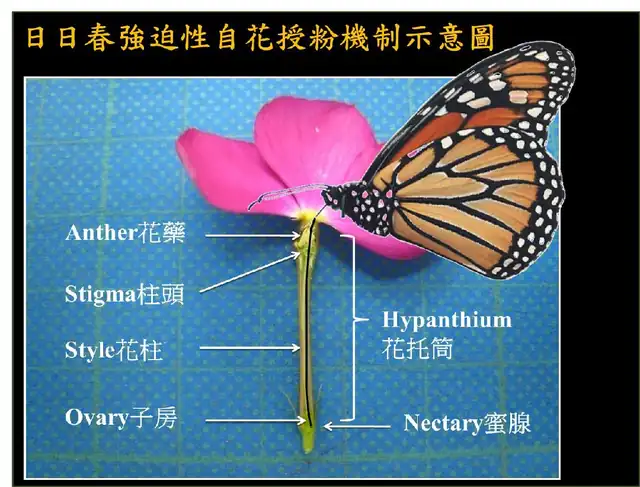 日日春強迫性自花授粉機制示意圖
Anther花藥
Stigma柱頭
Style花柱
Ovary子房
Hypanthium
花托筒
Nectary蜜腺